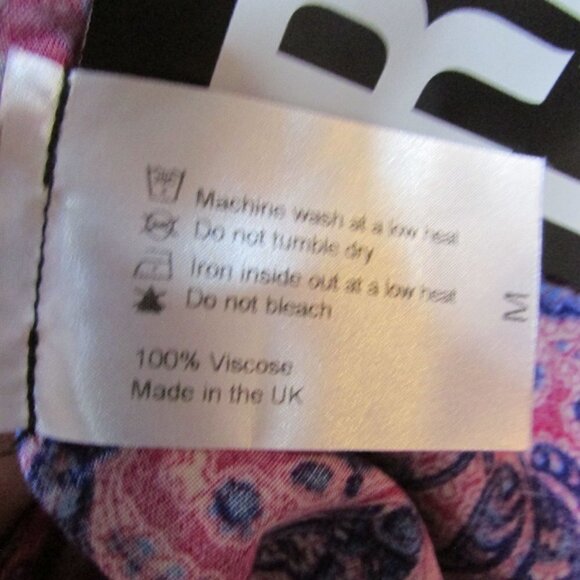 Machine wash at a low heat
Do not tumble dry
Iron inside out at a low heat
Do not bleach
100% Viscose
Made in the UK
M